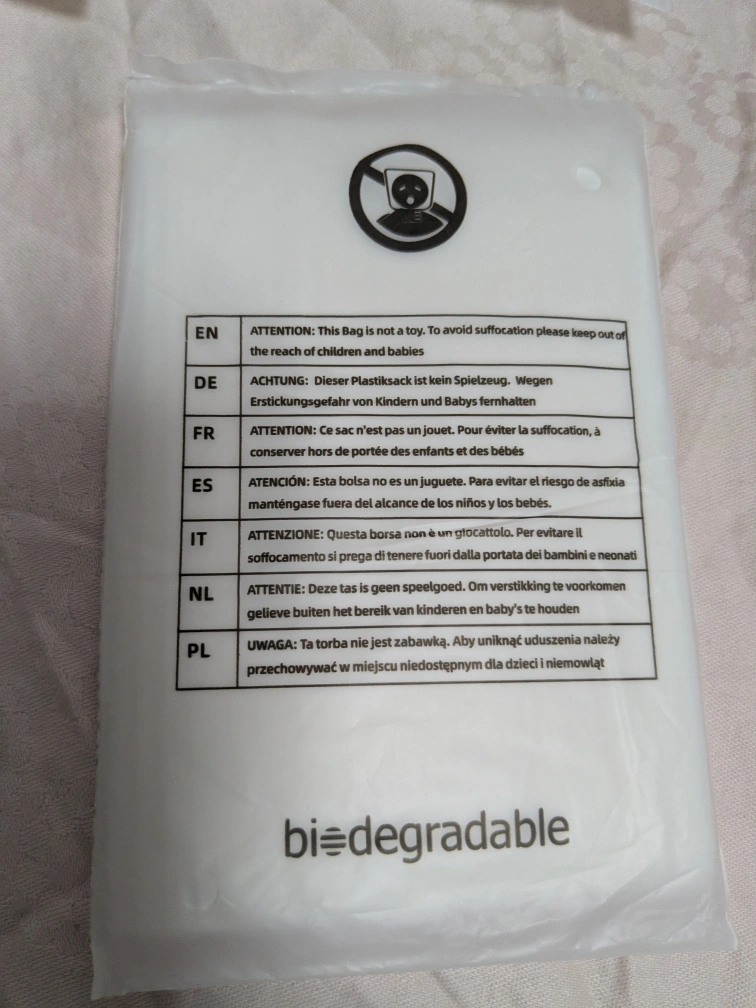 EN
ATTENTION: This Bag is not a toy. To avoid suffocation please keep out of
the reach of children and babies
DE
ACHTUNG: Dieser Plastiksack ist kein Spielzeug. Wegen
Erstickungsgefahr von Kindern und Babys fernhalten
FR
ATTENTION: Ce sac n'est pas un jouet. Pour éviter la suffocation, à
conserver hors de portée des enfants et des bébés
ES
ATENCIÓN: Esta bolsa no es un juguete. Para evitar el riesgo de asfixia
manténgase fuera del alcance de los niños y los bebés.
IT
ATTENZIONE: Questa borsa non è un giocattolo. Per evitare il
soffocamento si prega di tenere fuori dalla portata dei bambini e neonati
NL
ATTENTIE: Deze tas is geen speelgoed. Om verstikking te voorkomen
gelieve buiten het bereik van kinderen en baby's te houden
PL
UWAGA: Ta torba nie jest zabawką. Aby uniknąć uduszenia należy
przechowywać w miejscu niedostępnym dla dzieci i niemowląt
biodegradable